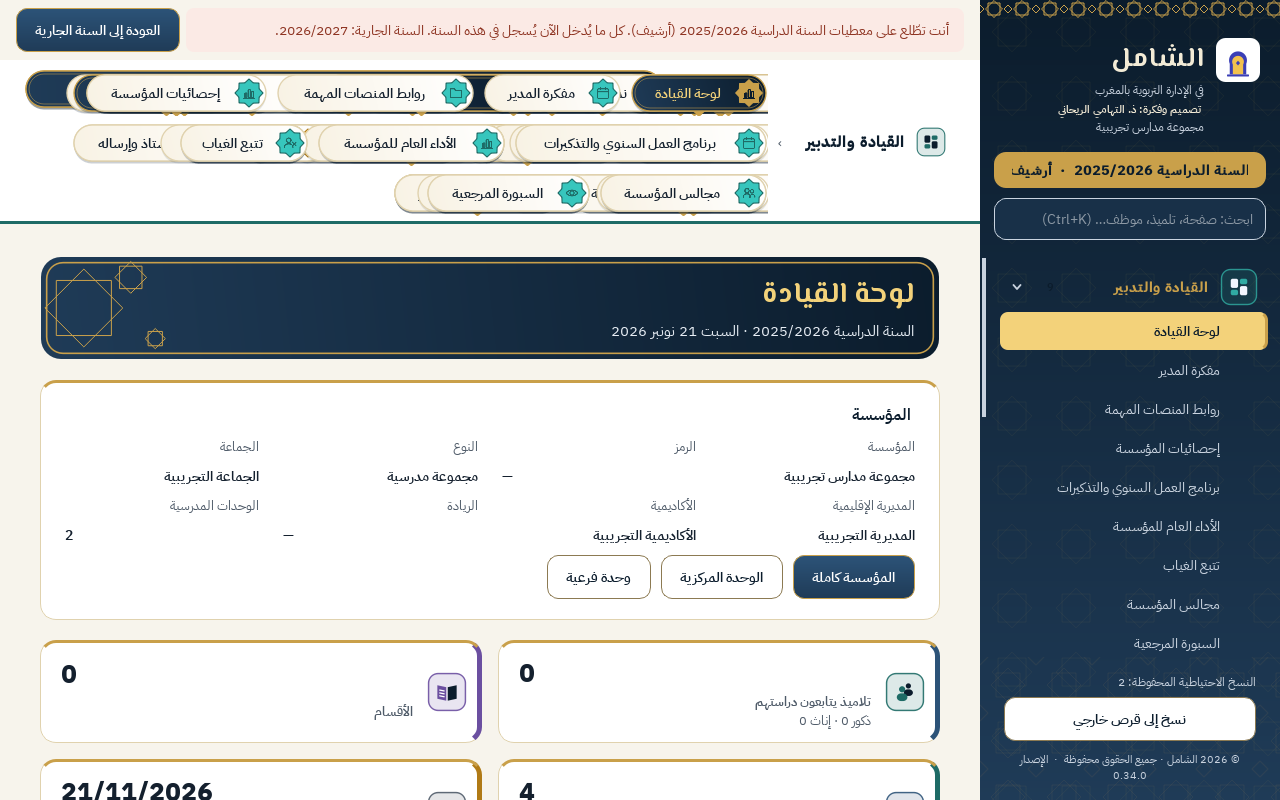 أنت تطّلع على معطيات السنة الدراسية 2025/2026 (أرشيف). كل ما يُدخل الآن يُسجل في هذه السنة. السنة الجارية: 2026/2027.
العودة إلى السنة الجارية
الشامل
في الإدارة التربوية بالمغرب
تصميم وفكرة: ذ. التهامي الريحاني
مجموعة مدارس تجريبية
السنة الدراسية 2025/2026 · أرشيف
ابحث: صفحة، تلميذ، موظف... (Ctrl+K)
القيادة والتدبير
لوحة القيادة
مفكرة المدير
روابط المنصات المهمة
إحصائيات المؤسسة
برنامج العمل السنوي والتذكيرات
الأداء العام للمؤسسة
تتبع الغياب
مجالس المؤسسة
السبورة المرجعية
النسخ الاحتياطية المحفوظة: 2
نسخ إلى قرص خارجي
© 2026 الشامل · جميع الحقوق محفوظة · الإصدار
0.34.0
القيادة والتدبير ‹
لوحة القيادة
مفكرة المدير
روابط المنصات المهمة
إحصائيات المؤسسة
برنامج العمل السنوي والتذكيرات
الأداء العام للمؤسسة
تتبع الغياب
وإرساله
مجالس المؤسسة
السبورة المرجعية
لوحة القيادة
السنة الدراسية 2025/2026 · السبت 21 نونبر 2026
المؤسسة
المؤسسة الرمز النوع الجماعة
مجموعة مدارس تجريبية — مجموعة مدرسية الجماعة التجريبية
المديرية الإقليمية الأكاديمية الريادة الوحدات المدرسية
المديرية التجريبية الأكاديمية التجريبية — 2
المؤسسة كاملة الوحدة المركزية وحدة فرعية
0
تلاميذ يتابعون دراستهم
ذكور 0 · إناث 0
0
الأقسام
4
21/11/2026